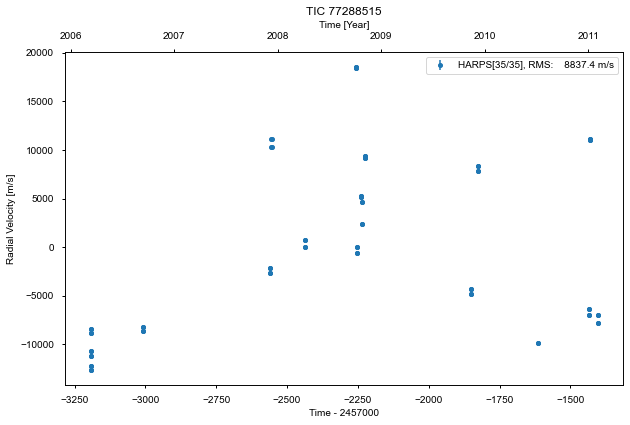 TIC 77288515
Time [Year]
2006 2007 2008 2009 2010 2011
HARPS[35/35], RMS: 8837.4 m/s
20000
15000
10000
5000
0
−5000
−10000
Radial Velocity [m/s]
−3250 −3000 −2750 −2500 −2250 −2000 −1750 −1500
Time - 2457000